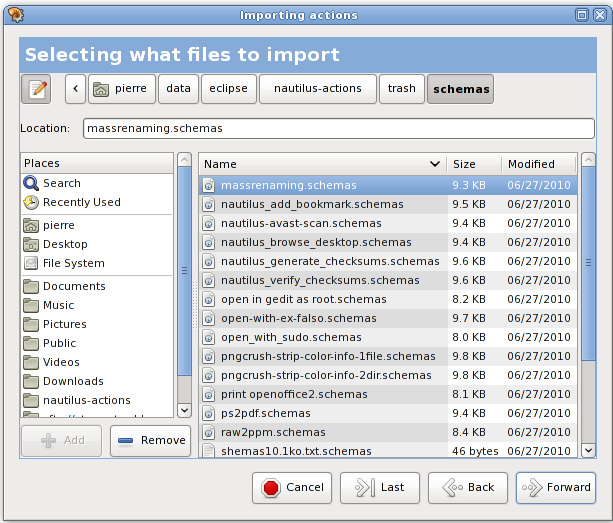 Importing actions
Selecting what files to import
< pierre data eclipse nautilus-actions trash schemas
Location: massrenaming.schemas
Places
Search
Recently Used
pierre
Desktop
File System
Documents
Music
Pictures
Public
Videos
Downloads
nautilus-actions
Add Remove
Name Size Modified
massrenaming.schemas 9.3 KB 06/27/2010
nautilus_add_bookmark.schemas 9.5 KB 06/27/2010
nautilus-avast-scan.schemas 9.4 KB 06/27/2010
nautilus_browse_desktop.schemas 9.4 KB 06/27/2010
nautilus_generate_checksums.schemas 9.6 KB 06/27/2010
nautilus_verify_checksums.schemas 9.6 KB 06/27/2010
open in gedit as root.schemas 8.2 KB 06/27/2010
open-with-ex-falso.schemas 9.7 KB 06/27/2010
open_with_sudo.schemas 8.0 KB 06/27/2010
pngcrush-strip-color-info-1file.schemas 9.8 KB 06/27/2010
pngcrush-strip-color-info-2dir.schemas 9.8 KB 06/27/2010
print openoffice2.schemas 8.1 KB 06/27/2010
ps2pdf.schemas 9.4 KB 06/27/2010
raw2ppm.schemas 8.4 KB 06/27/2010
shemas10.1ko.txt.schemas 46 bytes 06/27/2010
Cancel Last Back Forward